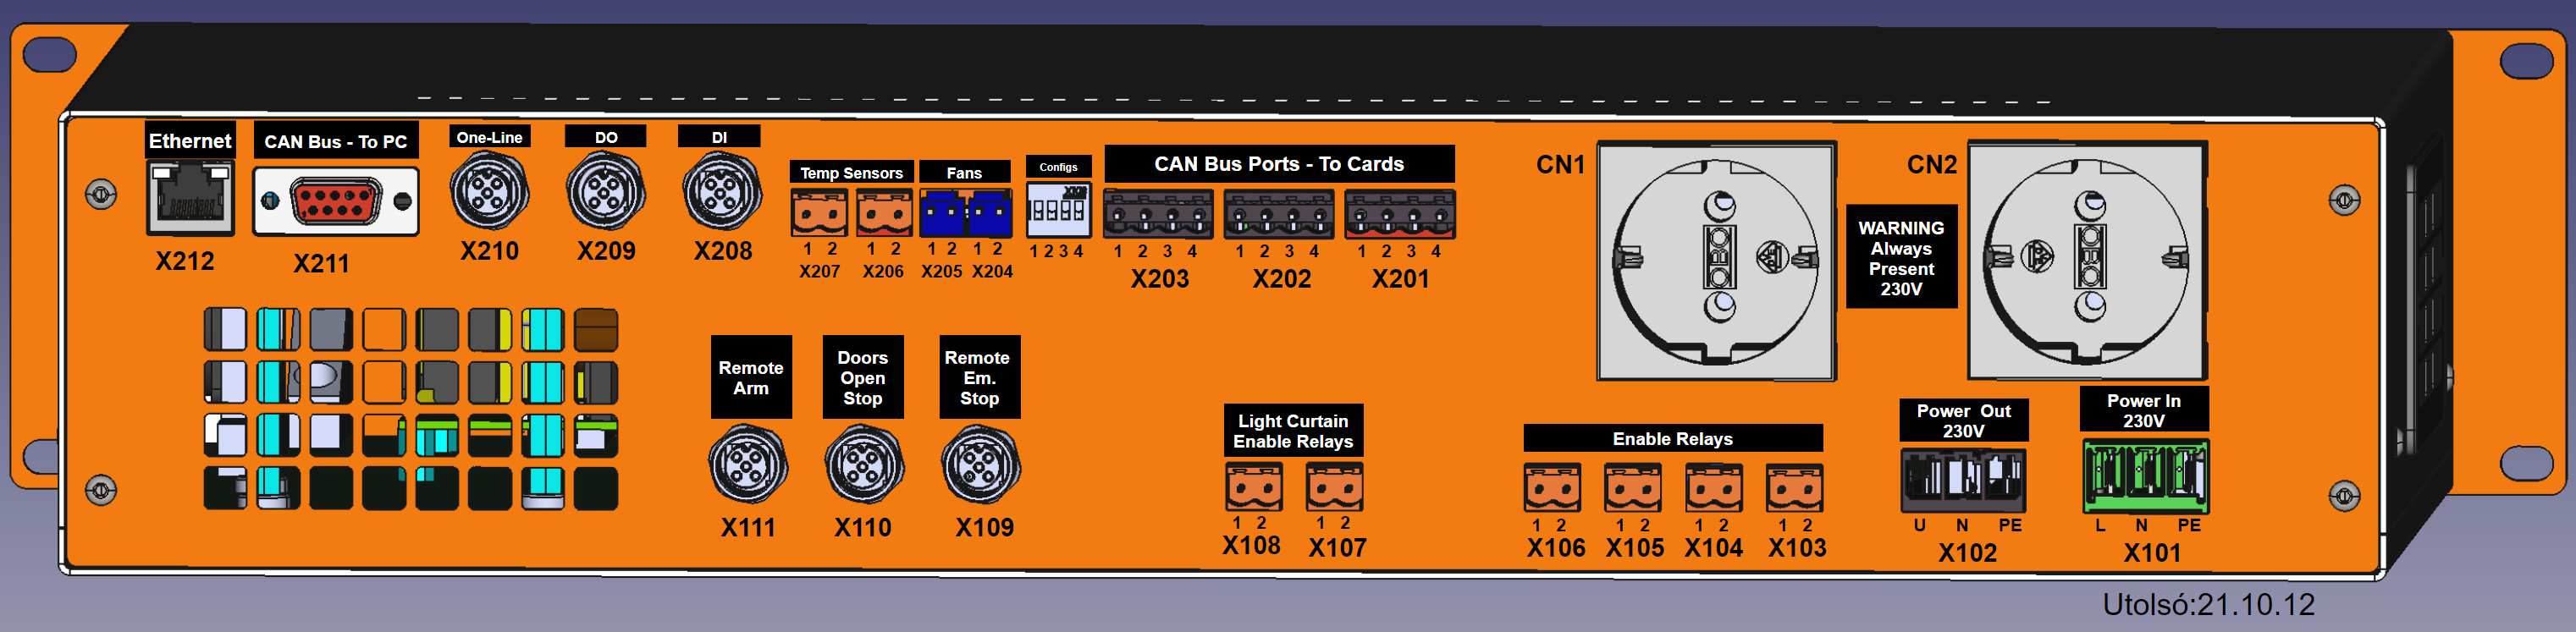 Ethernet
CAN Bus - To PC
One-Line
DO
DI
Temp Sensors
Fans
Configs
CAN Bus Ports - To Cards
CN1
CN2
WARNING
Always
Present
230V
OBO
OBO
1 2
1 2
1 2
1 2
1 2 3 4
1 2 3 4
1 2 3 4
1 2 3 4
X212
X211
X210
X209
X208
X207
X206
X205
X204
X203
X202
X201
Remote
Arm
Doors
Open
Stop
Remote
Em.
Stop
Light Curtain
Enable Relays
Enable Relays
Power Out
230V
Power In
230V
1 2
1 2
1 2
1 2
1 2
1 2
U N PE
L N PE
X111
X110
X109
X108
X107
X106
X105
X104
X103
X102
X101
Utolsó:21.10.12